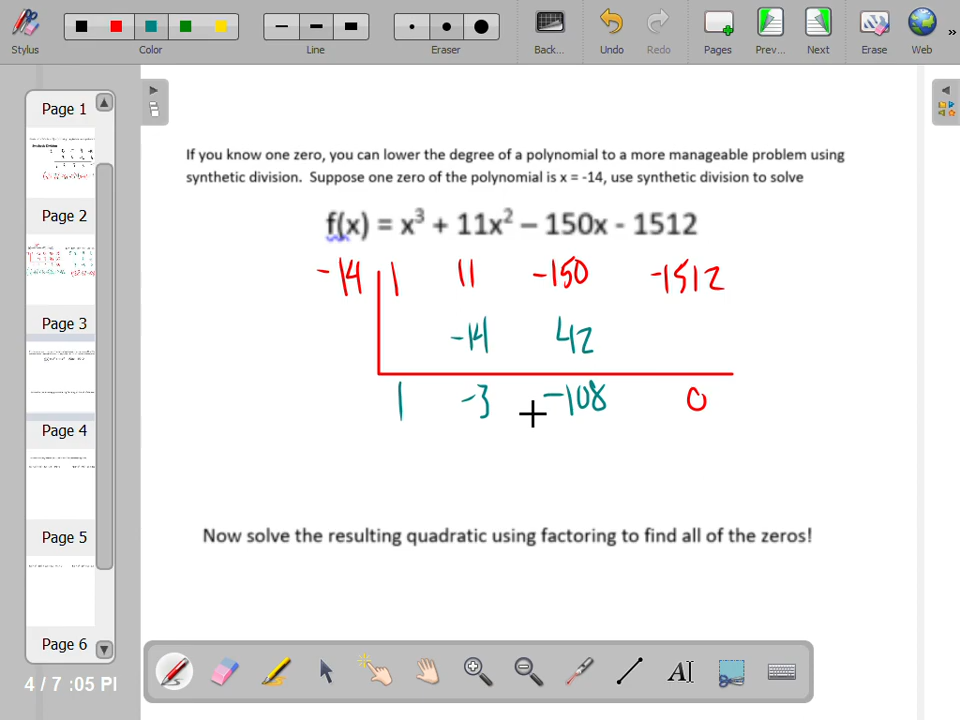 Stylus
Color
Line
Eraser
Back...
Undo
Redo
Pages
Prev...
Next
Erase
Web
»
Page 1
Page 2
Page 3
Page 4
Page 5
Page 6
4 / 7 :05 PI
If you know one zero, you can lower the degree of a polynomial to a more manageable problem using
synthetic division. Suppose one zero of the polynomial is x = -14, use synthetic division to solve
f(x) = x³ + 11x² – 150x - 1512
-14 1 11 -150 -1512
-14 42
1 -3 -108 0
Now solve the resulting quadratic using factoring to find all of the zeros!
AI